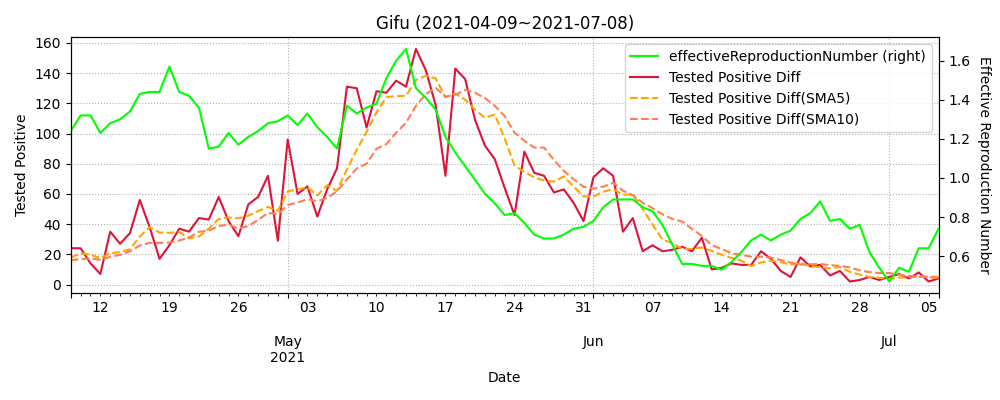 Gifu (2021-04-09~2021-07-08)
effectiveReproductionNumber (right)
Tested Positive Diff
Tested Positive Diff(SMA5)
Tested Positive Diff(SMA10)
Tested Positive
160
140
120
100
80
60
40
20
0
1.6
1.4
1.2
1.0
0.8
0.6
Effective Reproduction Number
12 19 26 03 10 17 24 31 07 14 21 28 05
May Jun Jul
2021
Date